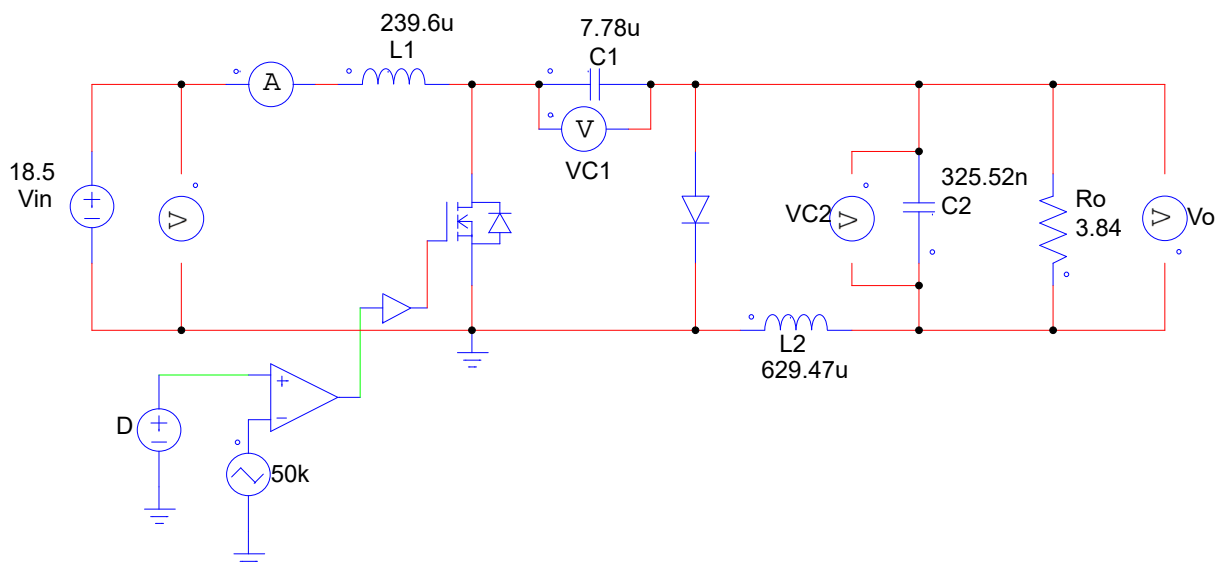 239.6u
L1
7.78u
C1
A
V
VC1
18.5
Vin
V
VC2
V
325.52n
C2
Ro
3.84
V
Vo
L2
629.47u
D
50k